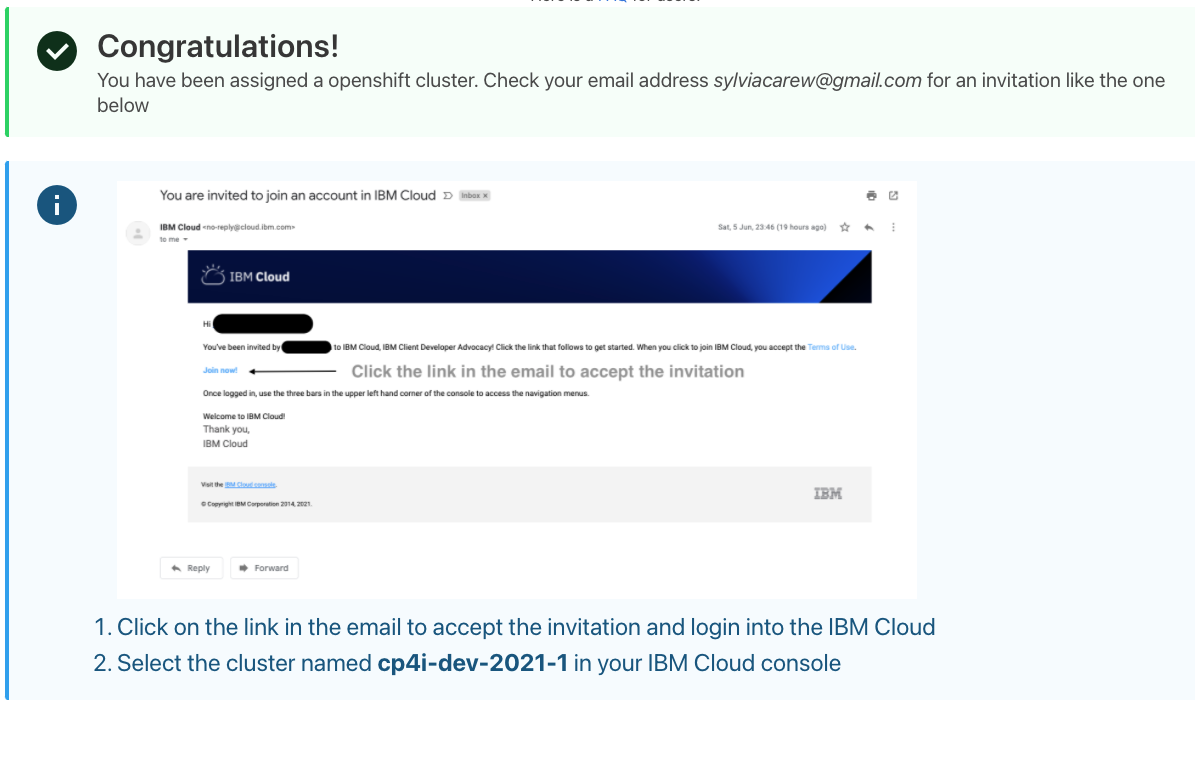 Congratulations!
You have been assigned a openshift cluster. Check your email address sylviacarew@gmail.com for an invitation like the one
below
You are invited to join an account in IBM Cloud
Inbox ×
IBM Cloud <no-reply@cloud.ibm.com>
Sat, 5 Jun, 23:46 (19 hours ago)
to me
IBM Cloud
Hi
You've been invited by to IBM Cloud, IBM Client Developer Advocacy! Click the link that follows to get started. When you click to join IBM Cloud, you accept the Terms of Use.
Join now! Click the link in the email to accept the invitation
Once logged in, use the three bars in the upper left hand corner of the console to access the navigation menus.
Welcome to IBM Cloud!
Thank you,
IBM Cloud
Visit the IBM Cloud console.
© Copyright IBM Corporation 2014, 2021.
IBM
Reply
Forward
1. Click on the link in the email to accept the invitation and login into the IBM Cloud
2. Select the cluster named cp4i-dev-2021-1 in your IBM Cloud console